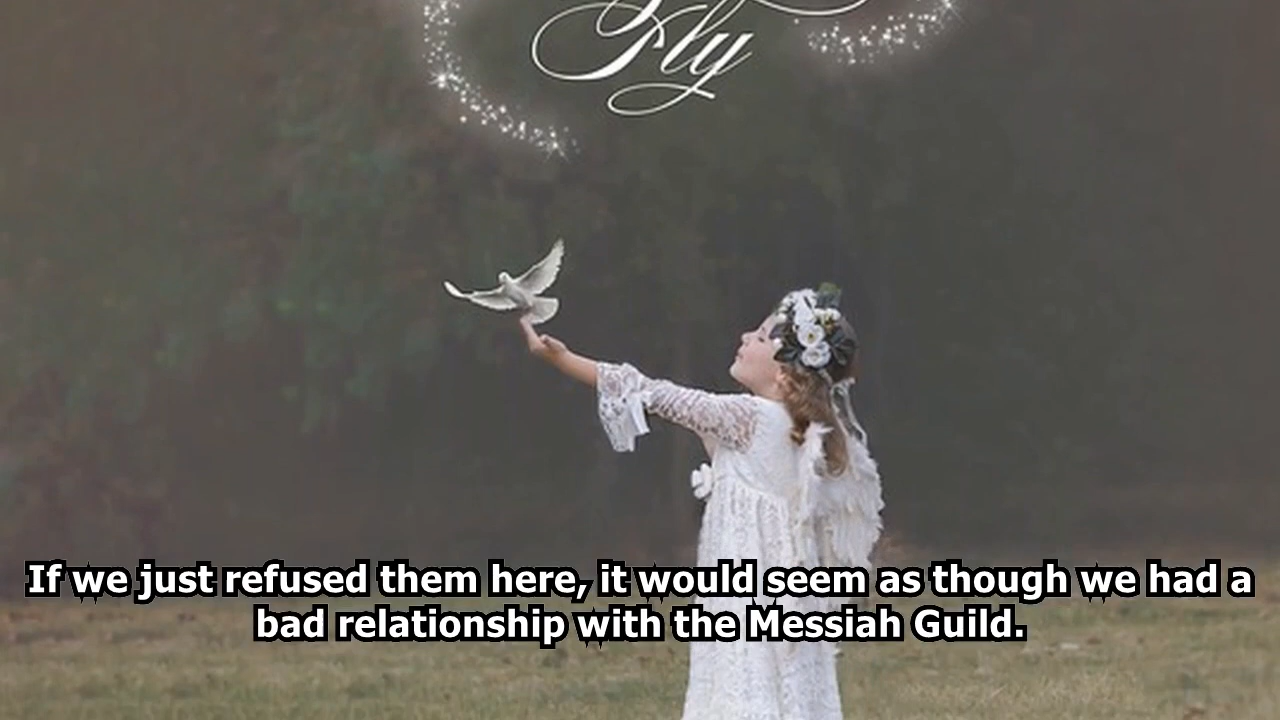 Fly
If we just refused them here, it would seem as though we had a
bad relationship with the Messiah Guild.